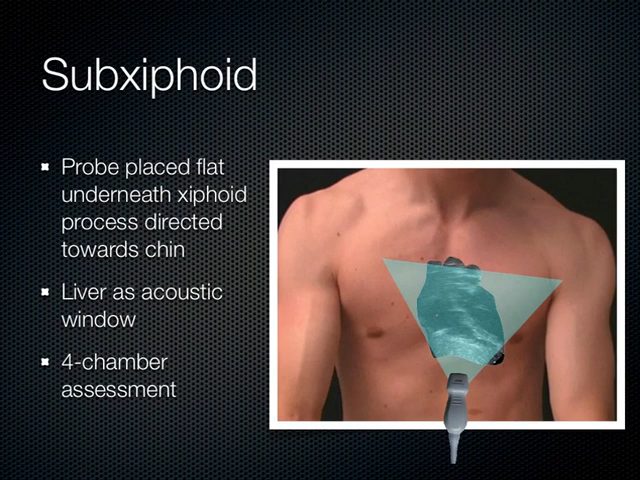 Subxiphoid
Probe placed flat
underneath xiphoid
process directed
towards chin
Liver as acoustic
window
4-chamber
assessment